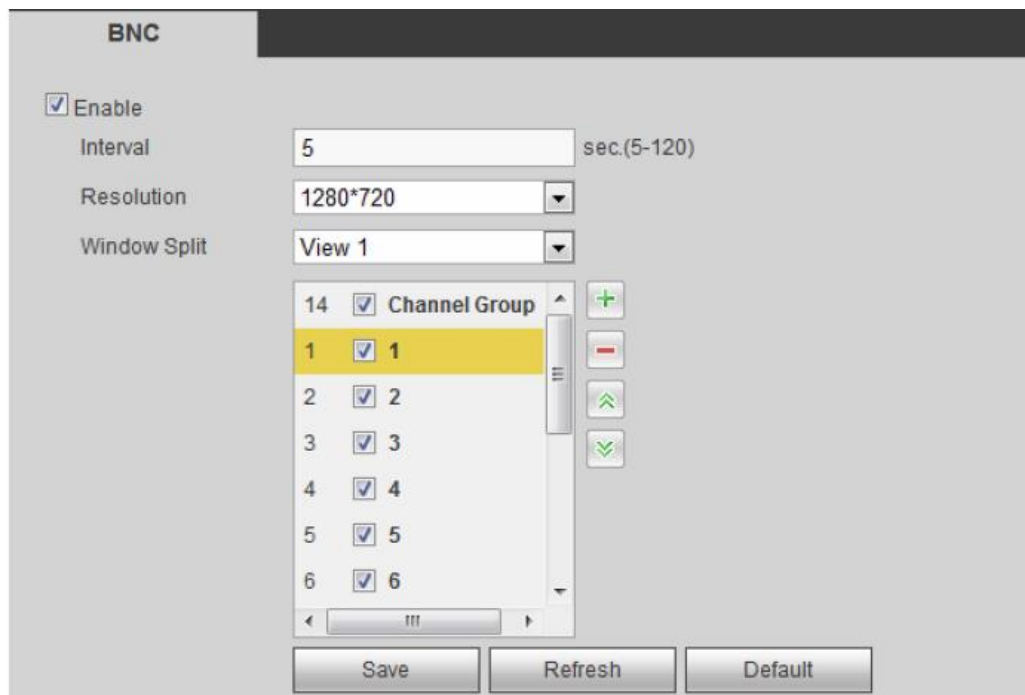 BNC
Enable
Interval 5 sec.(5-120)
Resolution 1280*720
Window Split View 1
14 Channel Group
1 1
2 2
3 3
4 4
5 5
6 6
Save Refresh Default